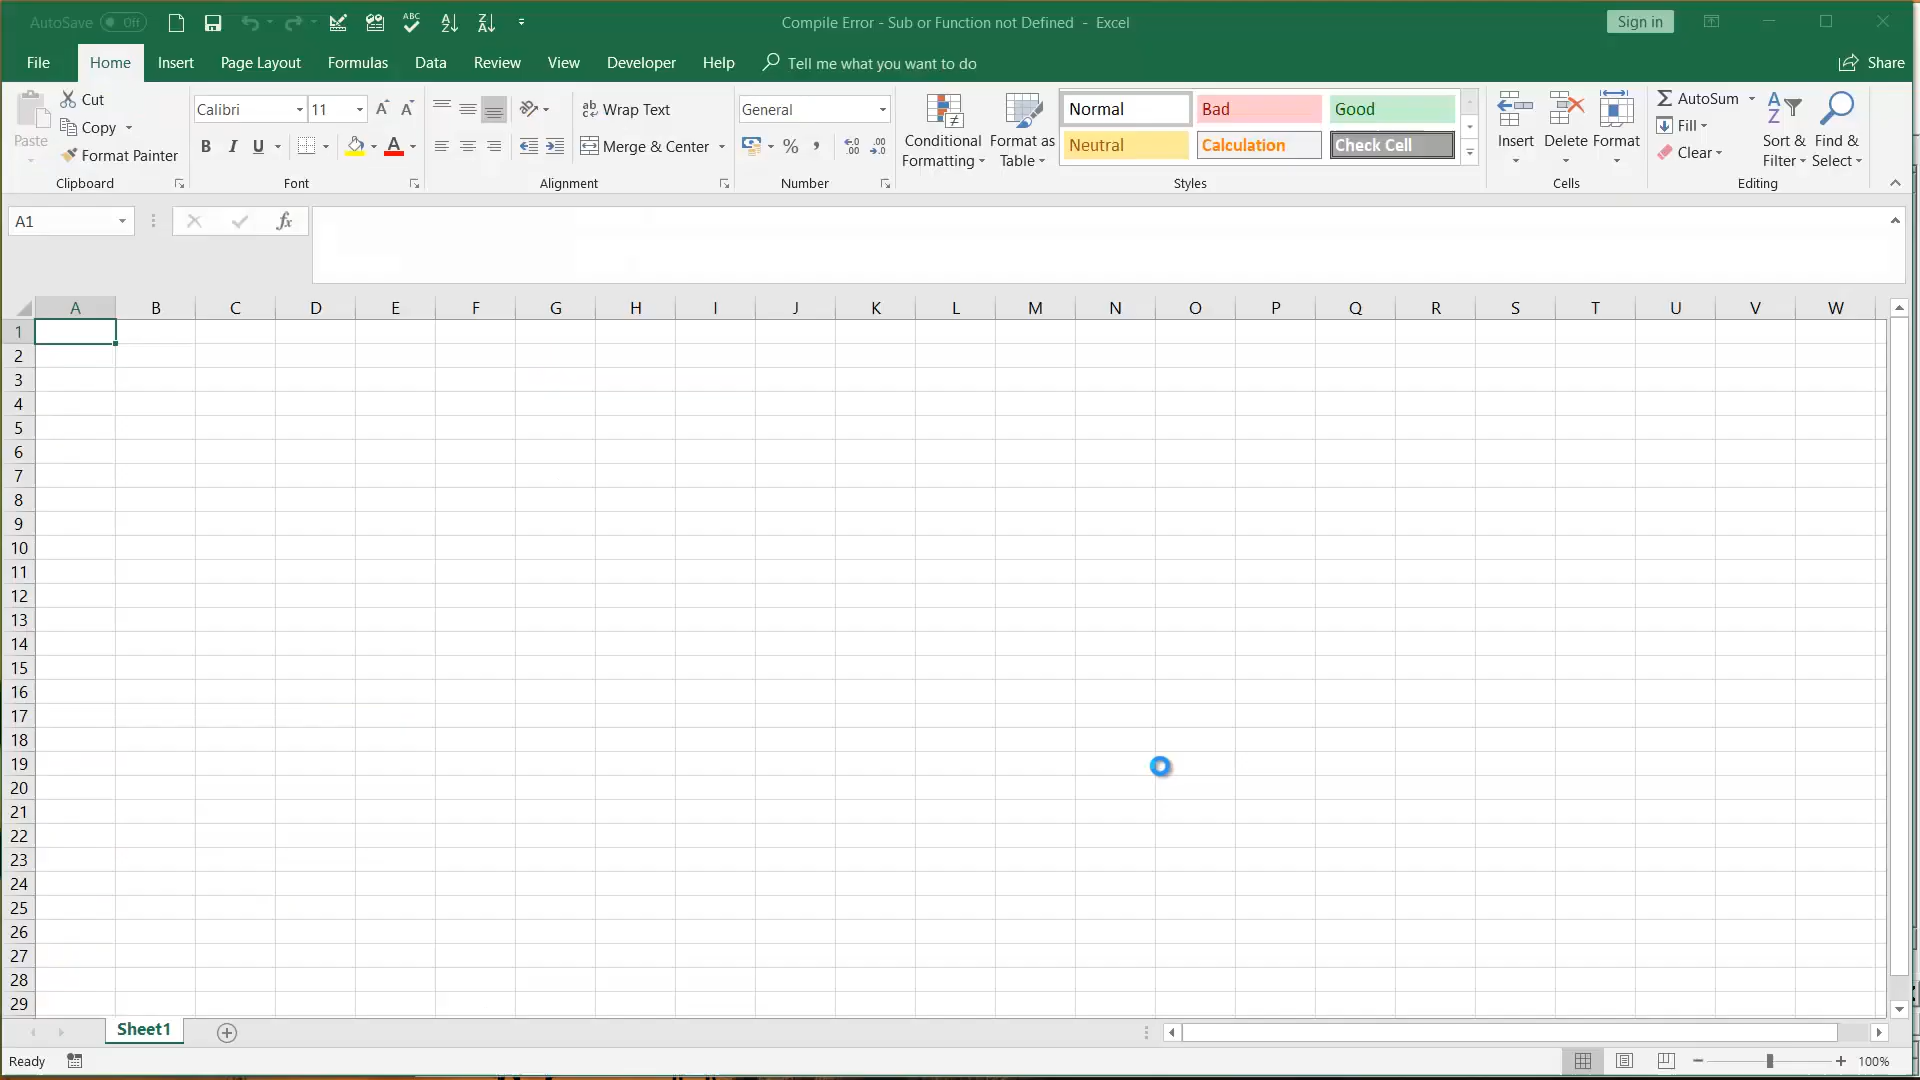 AutoSave Off
Compile Error - Sub or Function not Defined - Excel
Sign in
File Home Insert Page Layout Formulas Data Review View Developer Help Tell me what you want to do
Share
Paste
Cut
Copy
Format Painter
Clipboard
Calibri 11
B I U
Font
Wrap Text
Merge & Center
Alignment
General
%
Number
Conditional Formatting
Format as Table
Normal Bad Good
Neutral Calculation Check Cell
Styles
Insert Delete Format
Cells
AutoSum
Fill
Clear
Sort & Filter
Find & Select
Editing
A1
fx
A B C D E F G H I J K L M N O P Q R S T U V W
1
2
3
4
5
6
7
8
9
10
11
12
13
14
15
16
17
18
19
20
21
22
23
24
25
26
27
28
29
Sheet1
Ready
100%